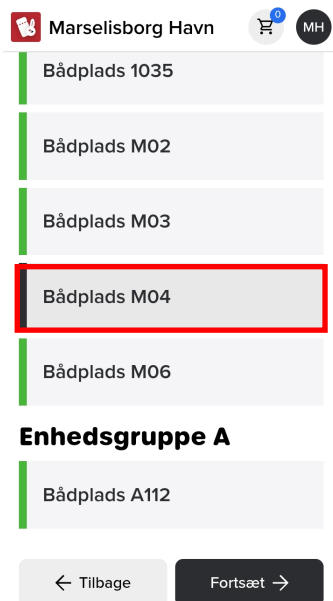 Marselisborg Havn
0
MH
Bådplads 1035
Bådplads M02
Bådplads M03
Bådplads M04
Bådplads M06
Enhedsgruppe A
Bådplads A112
← Tilbage
Fortsæt →